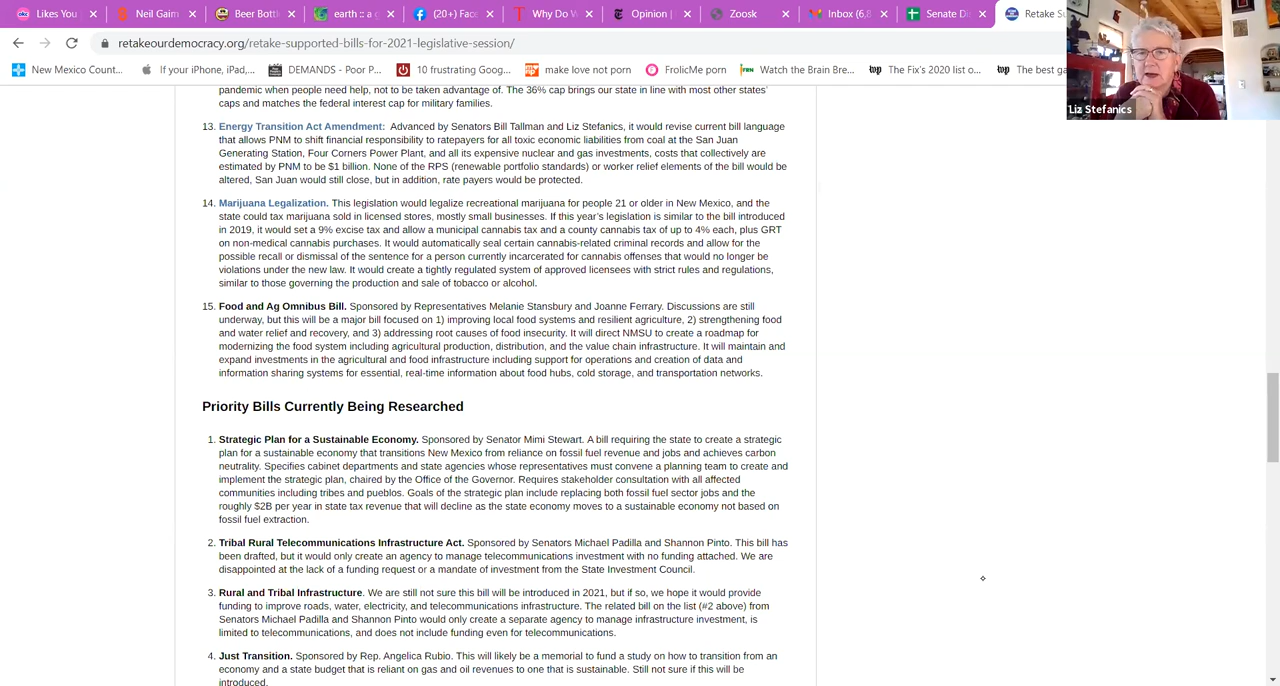 Likes You
Neil Gaim
Beer Bottl
earth :: a g
(20+) Face
Why Do W
Opinion |
Zoosk
Inbox (6,8
Senate Di
Retake Su
retakeourdemocracy.org/retake-supported-bills-for-2021-legislative-session/
New Mexico Count...
If your iPhone, iPad,...
DEMANDS - Poor P...
10 frustrating Goog...
make love not porn
FrolicMe porn
Watch the Brain Bre...
The Fix's 2020 list o...
The best ga
Liz Stefanics
pandemic when people need help, not to be taken advantage of. The 36% cap brings our state in line with most other states'
caps and matches the federal interest cap for military families.
13. Energy Transition Act Amendment: Advanced by Senators Bill Tallman and Liz Stefanics, it would revise current bill language
that allows PNM to shift financial responsibility to ratepayers for all toxic economic liabilities from coal at the San Juan
Generating Station, Four Corners Power Plant, and all its expensive nuclear and gas investments, costs that collectively are
estimated by PNM to be $1 billion. None of the RPS (renewable portfolio standards) or worker relief elements of the bill would be
altered, San Juan would still close, but in addition, rate payers would be protected.
14. Marijuana Legalization. This legislation would legalize recreational marijuana for people 21 or older in New Mexico, and the
state could tax marijuana sold in licensed stores, mostly small businesses. If this year's legislation is similar to the bill introduced
in 2019, it would set a 9% excise tax and allow a municipal cannabis tax and a county cannabis tax of up to 4% each, plus GRT
on non-medical cannabis purchases. It would automatically seal certain cannabis-related criminal records and allow for the
possible recall or dismissal of the sentence for a person currently incarcerated for cannabis offenses that would no longer be
violations under the new law. It would create a tightly regulated system of approved licensees with strict rules and regulations,
similar to those governing the production and sale of tobacco or alcohol.
15. Food and Ag Omnibus Bill. Sponsored by Representatives Melanie Stansbury and Joanne Ferrary. Discussions are still
underway, but this will be a major bill focused on 1) improving local food systems and resilient agriculture, 2) strengthening food
and water relief and recovery, and 3) addressing root causes of food insecurity. It will direct NMSU to create a roadmap for
modernizing the food system including agricultural production, distribution, and the value chain infrastructure. It will maintain and
expand investments in the agricultural and food infrastructure including support for operations and creation of data and
information sharing systems for essential, real-time information about food hubs, cold storage, and transportation networks.
Priority Bills Currently Being Researched
1. Strategic Plan for a Sustainable Economy. Sponsored by Senator Mimi Stewart. A bill requiring the state to create a strategic
plan for a sustainable economy that transitions New Mexico from reliance on fossil fuel revenue and jobs and achieves carbon
neutrality. Specifies cabinet departments and state agencies whose representatives must convene a planning team to create and
implement the strategic plan, chaired by the Office of the Governor. Requires stakeholder consultation with all affected
communities including tribes and pueblos. Goals of the strategic plan include replacing both fossil fuel sector jobs and the
roughly $2B per year in state tax revenue that will decline as the state economy moves to a sustainable economy not based on
fossil fuel extraction.
2. Tribal Rural Telecommunications Infrastructure Act. Sponsored by Senators Michael Padilla and Shannon Pinto. This bill has
been drafted, but it would only create an agency to manage telecommunications investment with no funding attached. We are
disappointed at the lack of a funding request or a mandate of investment from the State Investment Council.
3. Rural and Tribal Infrastructure. We are still not sure this bill will be introduced in 2021, but if so, we hope it would provide
funding to improve roads, water, electricity, and telecommunications infrastructure. The related bill on the list (#2 above) from
Senators Michael Padilla and Shannon Pinto would only create a separate agency to manage infrastructure investment, is
limited to telecommunications, and does not include funding even for telecommunications.
4. Just Transition. Sponsored by Rep. Angelica Rubio. This will likely be a memorial to fund a study on how to transition from an
economy and a state budget that is reliant on gas and oil revenues to one that is sustainable. Still not sure if this will be
introduced.